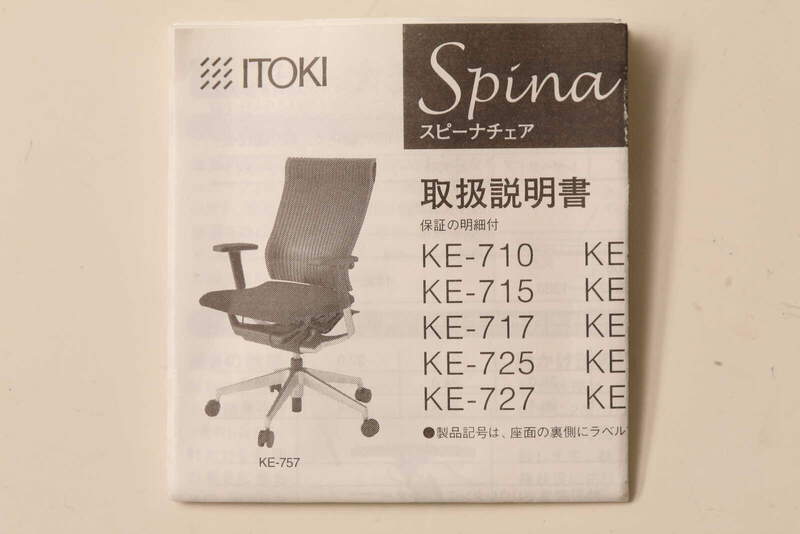 ITOKI
Spina
スピーナチェア
取扱説明書
保証の明細付
KE-710 KE
KE-715 KE
KE-717 KE
KE-725 KE
KE-727 KE
●製品記号は、座面の裏側にラベル
KE-757